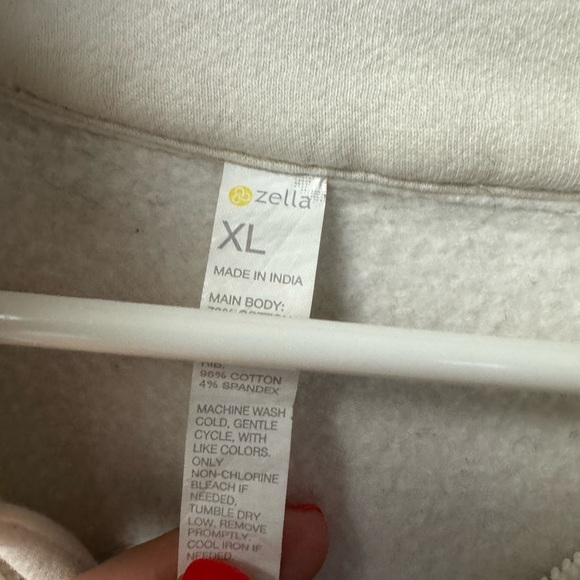 zella
XL
MADE IN INDIA
MAIN BODY:
RIB:
96% COTTON
4% SPANDEX
MACHINE WASH
COLD, GENTLE
CYCLE, WITH
LIKE COLORS.
ONLY
NON-CHLORINE
BLEACH IF
NEEDED,
TUMBLE DRY
LOW, REMOVE
PROMPTLY.
COOL IRON IF
NEEDED